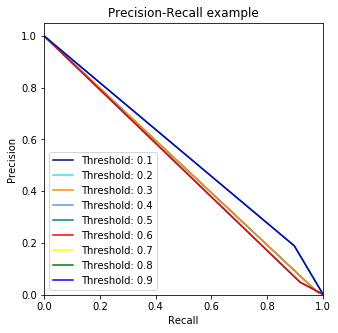 Precision-Recall example
1.0
0.8
0.6
0.4
0.2
0.0
Precision
Threshold: 0.1
Threshold: 0.2
Threshold: 0.3
Threshold: 0.4
Threshold: 0.5
Threshold: 0.6
Threshold: 0.7
Threshold: 0.8
Threshold: 0.9
0.0 0.2 0.4 0.6 0.8 1.0
Recall